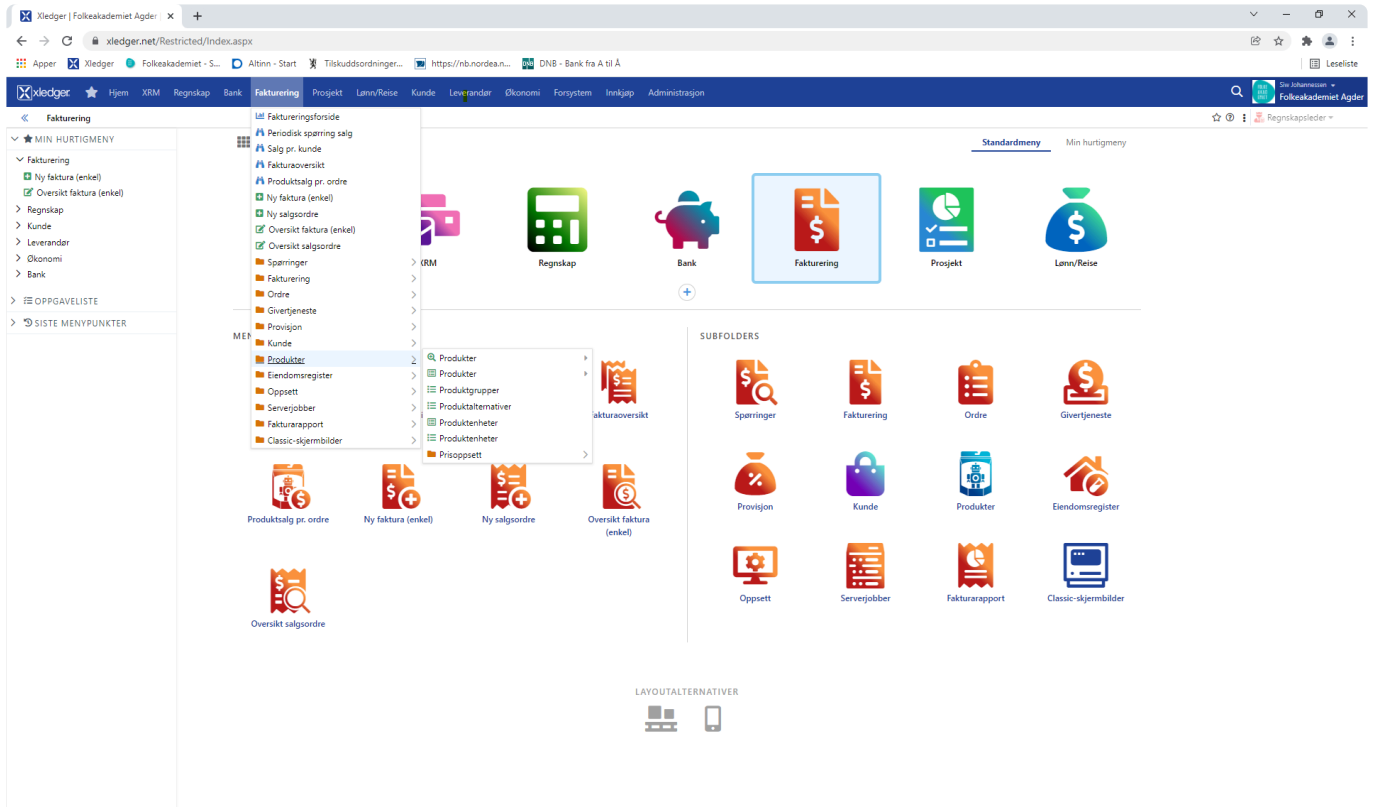 Xledger | Folkeakademiet Agder |
xledger.net/Restricted/Index.aspx
Apper Xledger Folkeakademiet - S... Altinn - Start Tilskuddsordninger... https://nb.nordea.n... DNB - Bank fra A til Å Leseliste
xledger Hjem XRM Regnskap Bank Fakturering Prosjekt Lønn/Reise Kunde Leverandør Økonomi Forsystem Innkjøp Administrasjon
Siv Johannessen
Folkeakademiet Agder
Fakturering
Regnskapsleder
MIN HURTIGMENY
Fakturering
Ny faktura (enkel)
Oversikt faktura (enkel)
Regnskap
Kunde
Leverandør
Økonomi
Bank
OPPGAVELISTE
SISTE MENYPUNKTER
Faktureringsforside
Periodisk spørring salg
Salg pr. kunde
Fakturaoversikt
Produktsalg pr. ordre
Ny faktura (enkel)
Ny salgsordre
Oversikt faktura (enkel)
Oversikt salgsordre
Spørringer
Fakturering
Ordre
Givertjeneste
Provisjon
Kunde
Produkter
Eiendomsregister
Oppsett
Serverjobber
Fakturarapport
Classic-skjermbilder
Produkter
Produkter
Produktgrupper
Produktalternativer
Produktenheter
Produktenheter
Prisoppsett
Standardmeny Min hurtigmeny
XRM Regnskap Bank Fakturering Prosjekt Lønn/Reise
MEN
SUBFOLDERS
akturaoversikt
Spørringer Fakturering Ordre Givertjeneste
Produktsalg pr. ordre Ny faktura (enkel) Ny salgsordre Oversikt faktura
(enkel)
Provisjon Kunde Produkter Eiendomsregister
Oversikt salgsordre
Oppsett Serverjobber Fakturarapport Classic-skjermbilder
LAYOUTALTERNATIVER